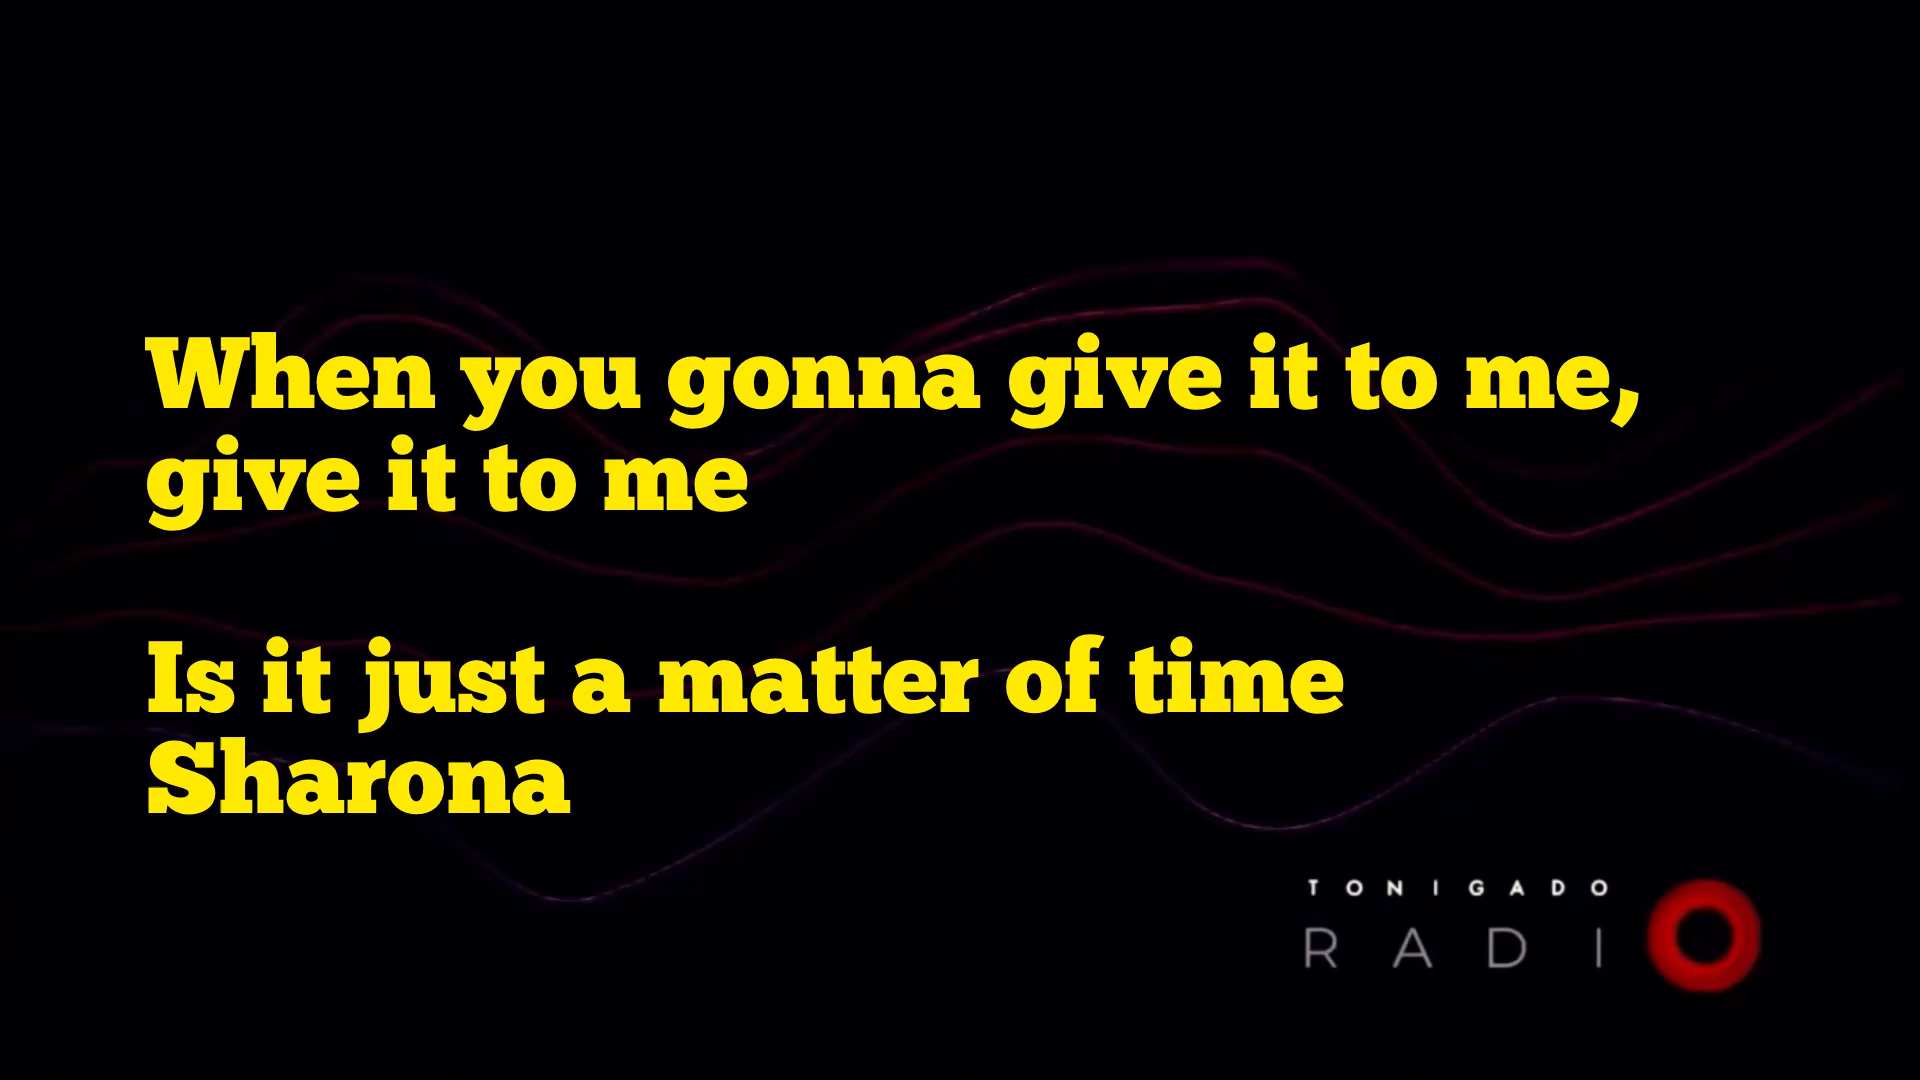 When you gonna give it to me,
give it to me
Is it just a matter of time
Sharona
TONIGADO
RADIO